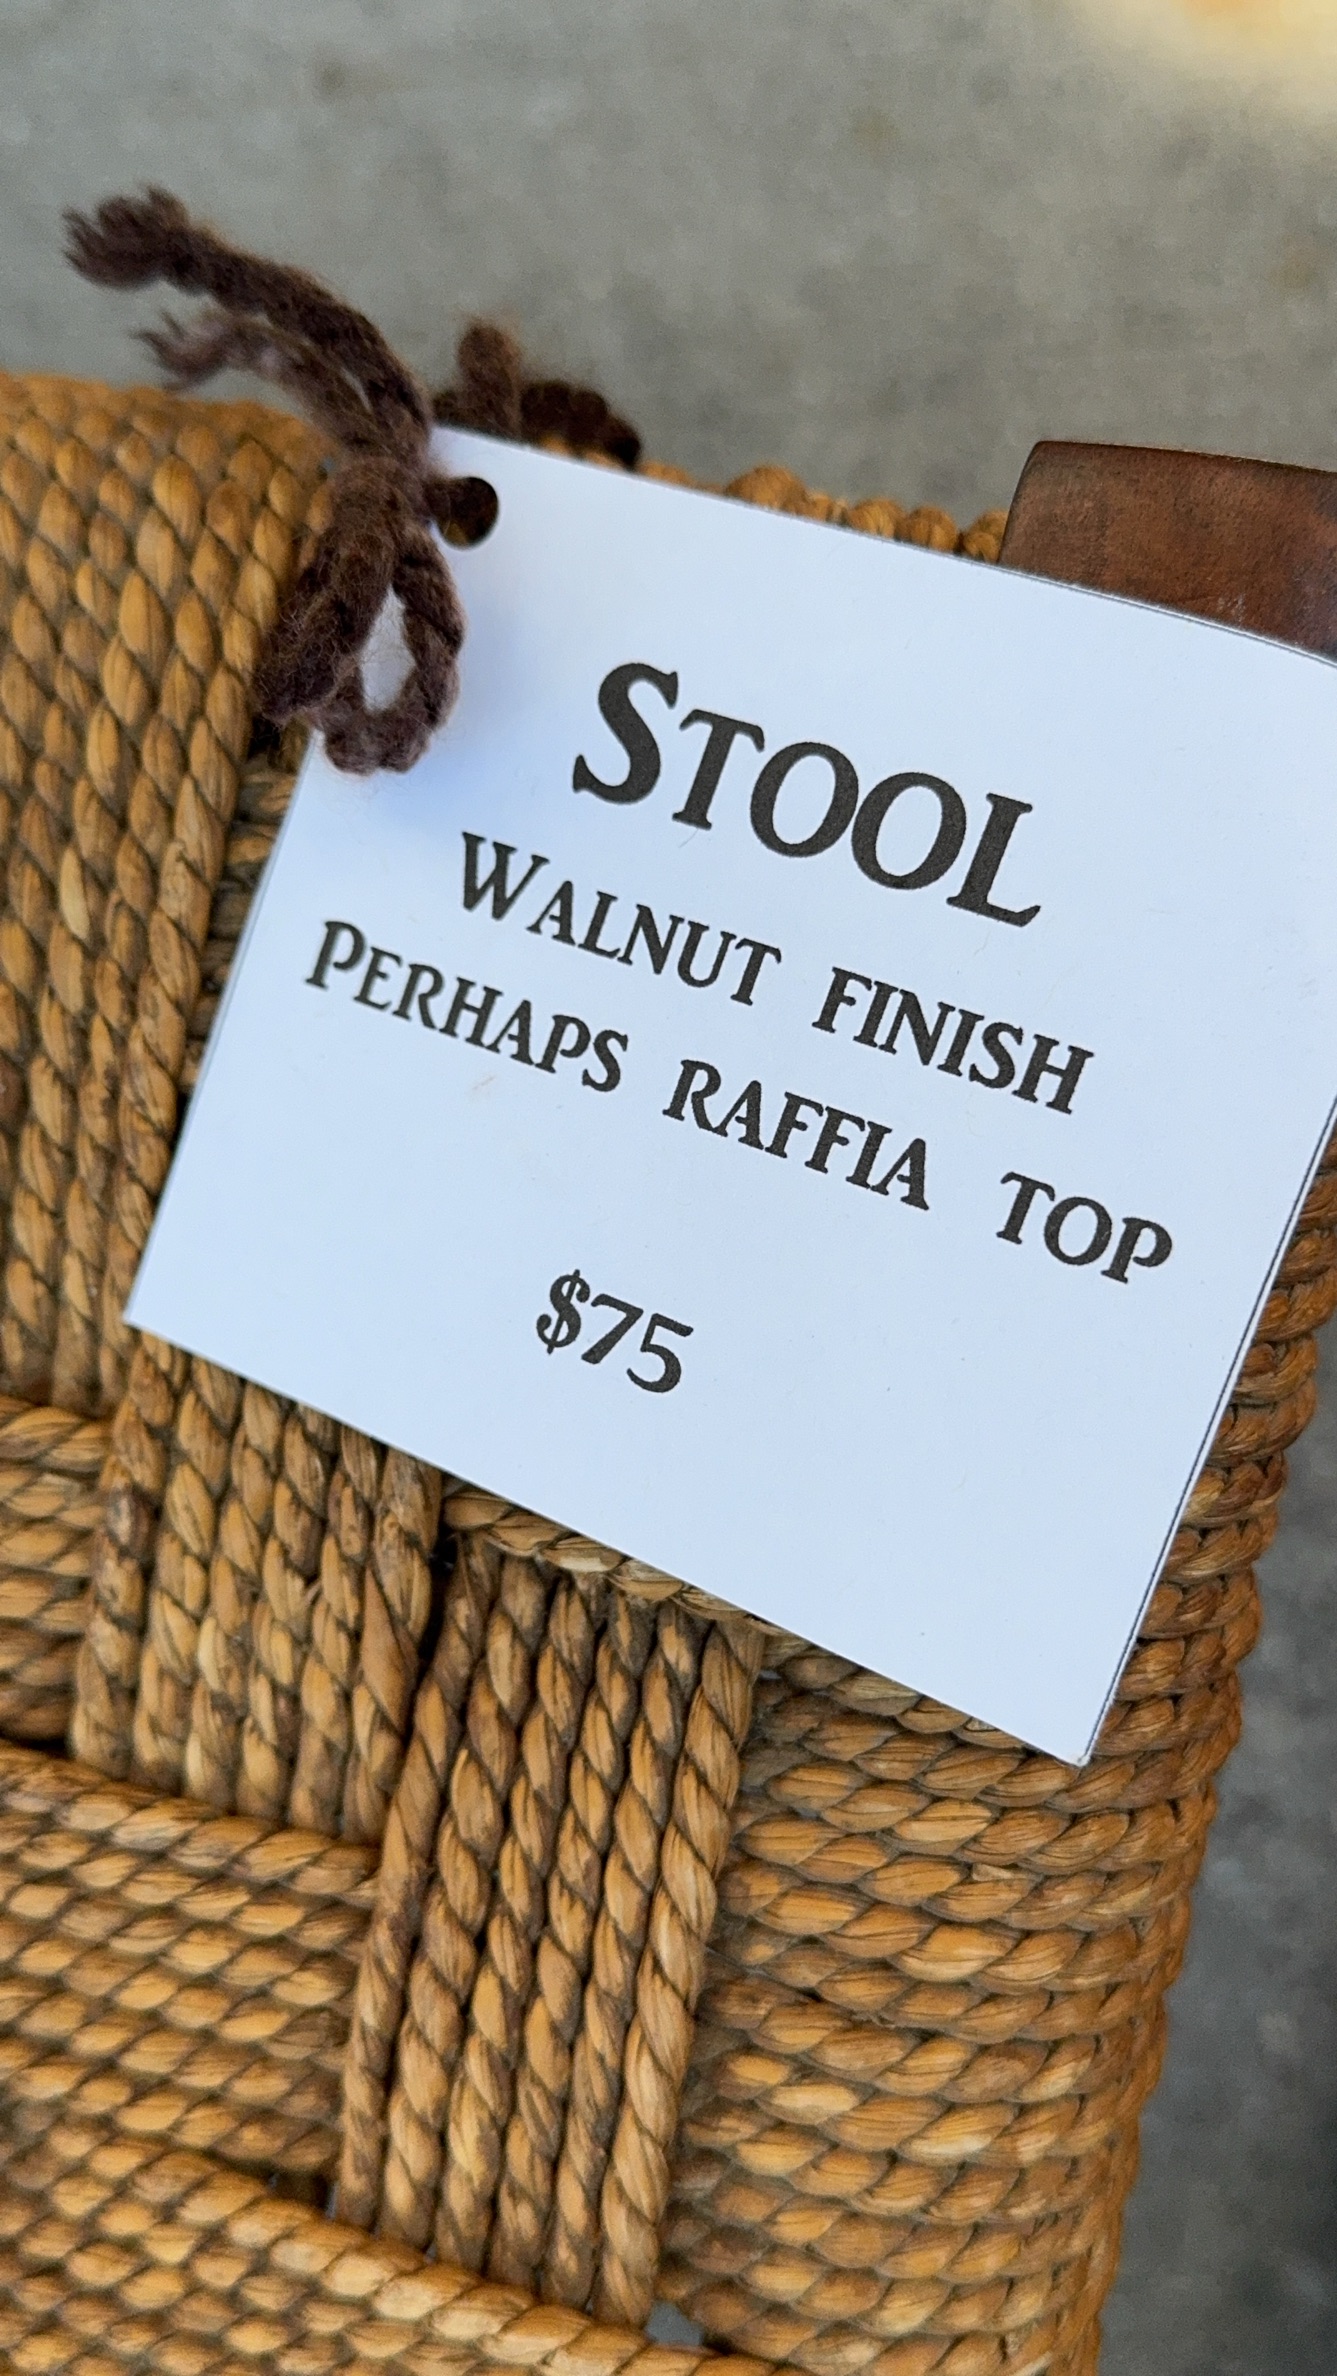 Stool
Walnut finish
Perhaps raffia top
$75